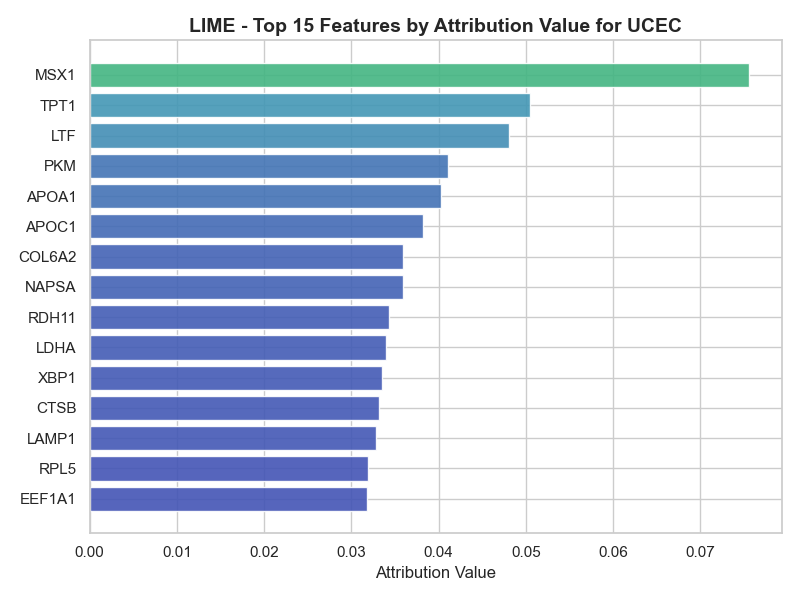 LIME - Top 15 Features by Attribution Value for UCEC
MSX1
TPT1
LTF
PKM
APOA1
APOC1
COL6A2
NAPSA
RDH11
LDHA
XBP1
CTSB
LAMP1
RPL5
EEF1A1
0.00 0.01 0.02 0.03 0.04 0.05 0.06 0.07
Attribution Value